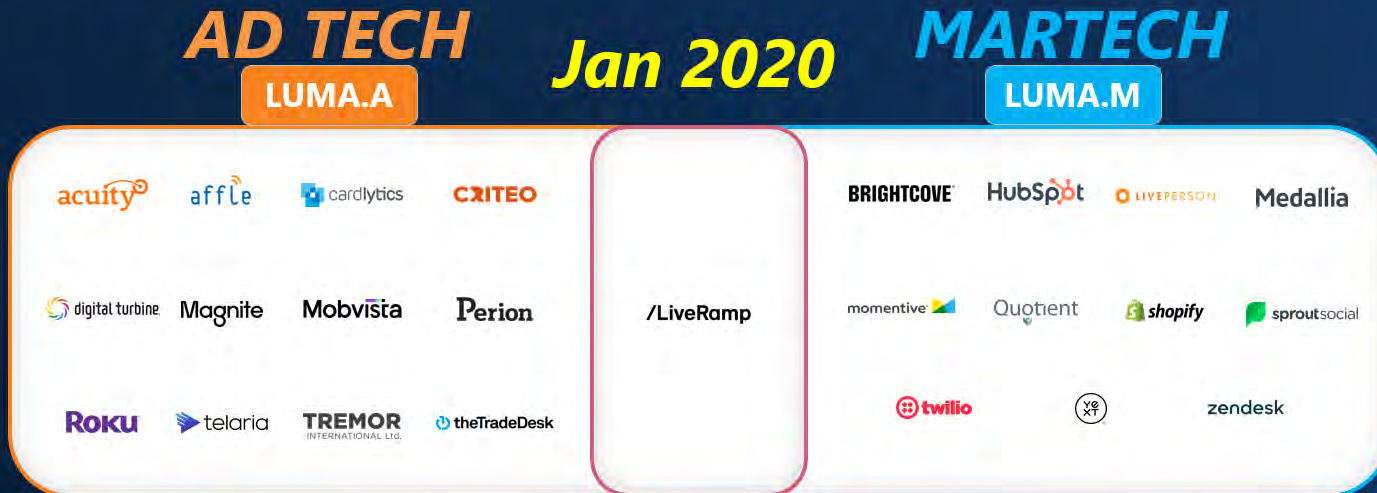 AD TECH
Jan 2020
MARTECH
LUMA.A
LUMA.M
acuity
affle
cardlytics
CRITEO
BRIGHTCOVE
HubSpot
LIVEPERSON
Medallia
digital turbine
Magnite
Mobvista
Perion
/LiveRamp
momentive
Quotient
shopify
sproutsocial
ROKU
telaria
TREMOR
INTERNATIONAL Ltd.
theTradeDesk
twilio
yext
zendesk